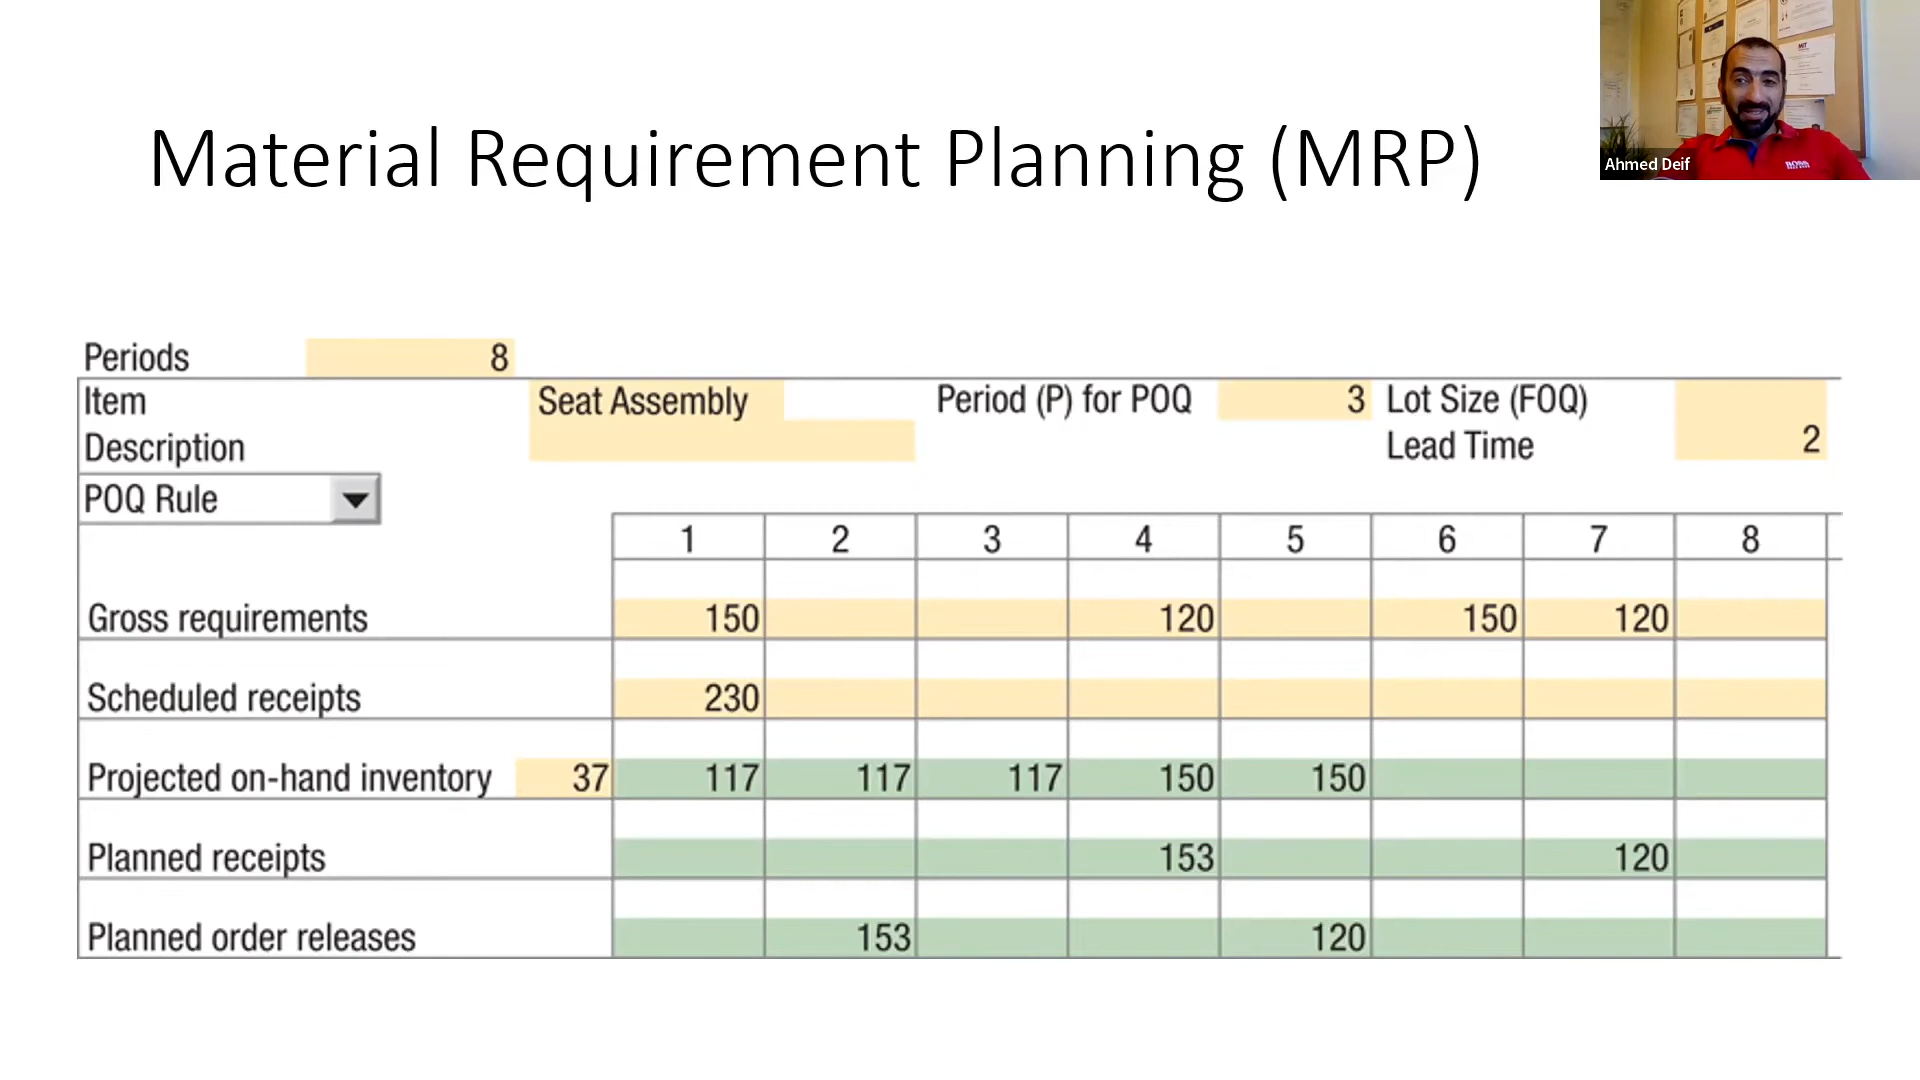 Material Requirement Planning (MRP)
MIT
BOSS
Ahmed Deif
Periods 8
Item Seat Assembly Period (P) for POQ 3 Lot Size (FOQ)
Description Lead Time 2
POQ Rule
1 2 3 4 5 6 7 8
Gross requirements 150 120 150 120
Scheduled receipts 230
Projected on-hand inventory 37 117 117 117 150 150
Planned receipts 153 120
Planned order releases 153 120